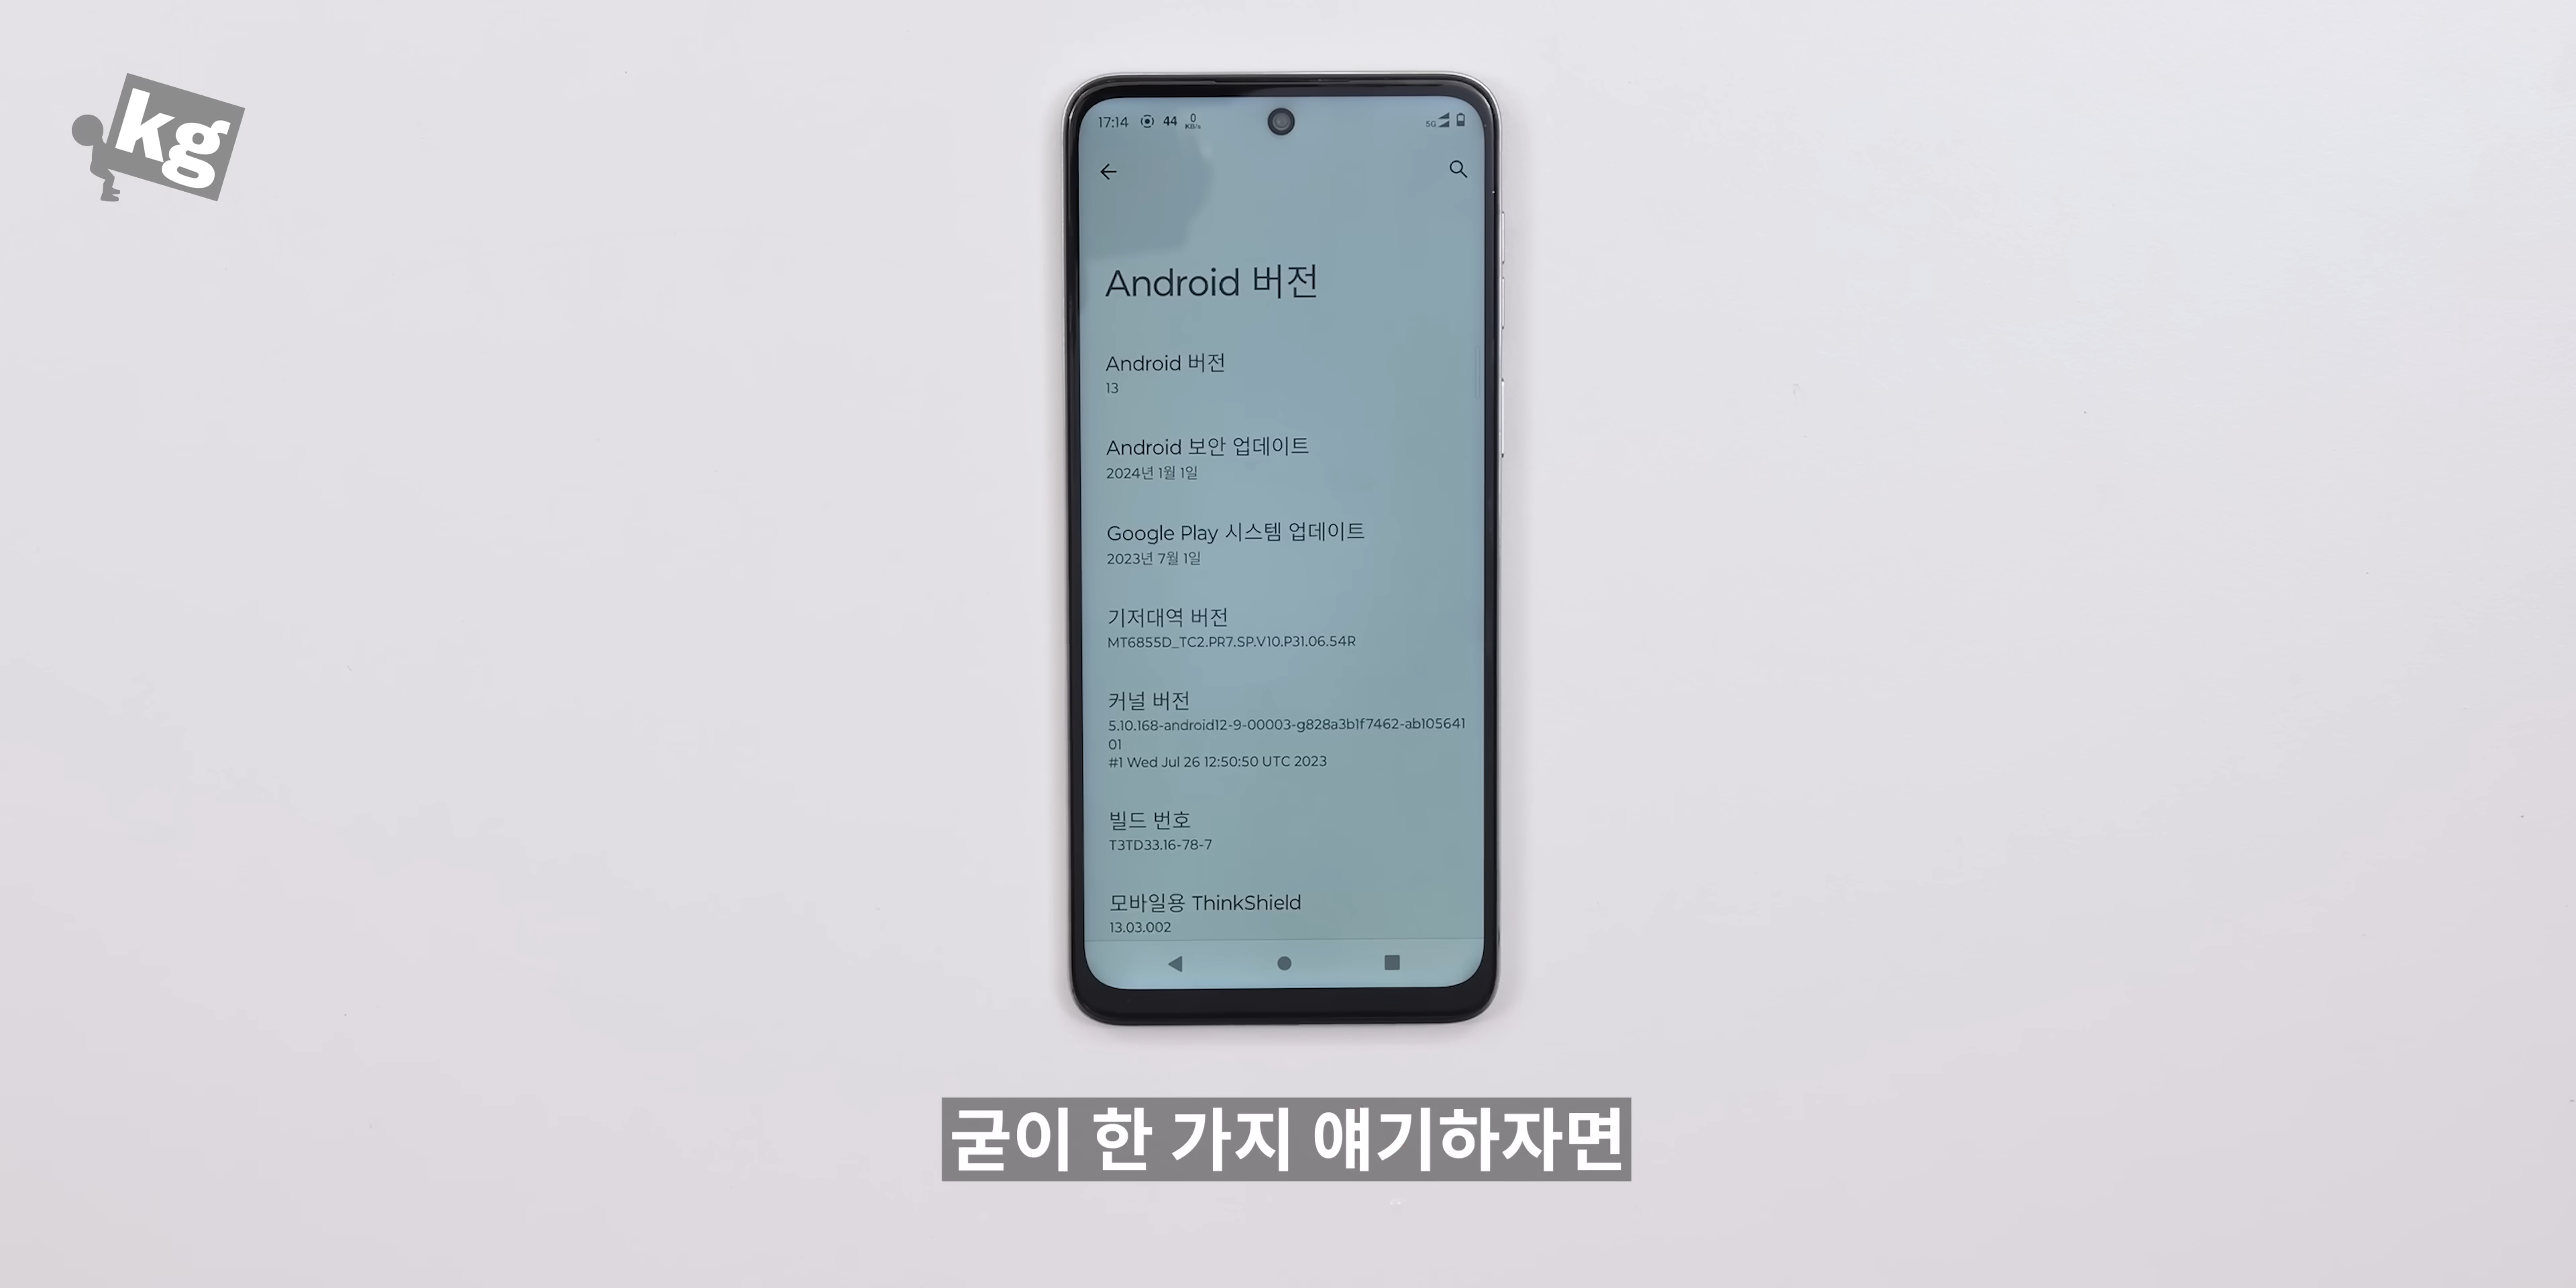 kg
17:14 44 0 KB/s 5G
Android 버전
Android 버전
13
Android 보안 업데이트
2024년 1월 1일
Google Play 시스템 업데이트
2023년 7월 1일
기저대역 버전
MT6855D_TC2.PR7.SP.V10.P31.06.54R
커널 버전
5.10.168-android12-9-00003-g828a3b1f7462-ab105641
01
#1 Wed Jul 26 12:50:50 UTC 2023
빌드 번호
T3TD33.16-78-7
모바일용 ThinkShield
13.03.002
굳이 한 가지 얘기하자면